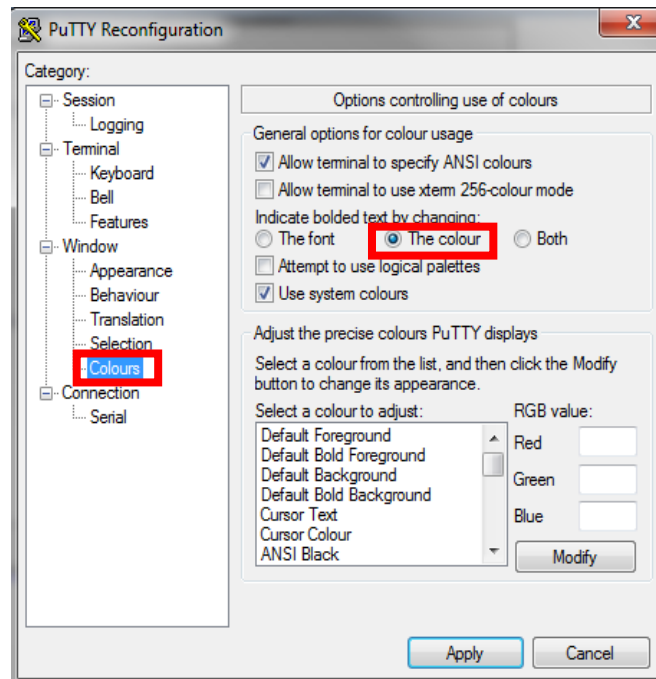 PuTTY Reconfiguration
Category:
Session
Logging
Terminal
Keyboard
Bell
Features
Window
Appearance
Behaviour
Translation
Selection
Colours
Connection
Serial
Options controlling use of colours
General options for colour usage
Allow terminal to specify ANSI colours
Allow terminal to use xterm 256-colour mode
Indicate bolded text by changing:
The font The colour Both
Attempt to use logical palettes
Use system colours
Adjust the precise colours PuTTY displays
Select a colour from the list, and then click the Modify
button to change its appearance.
Select a colour to adjust: RGB value:
Default Foreground
Default Bold Foreground
Default Background
Default Bold Background
Cursor Text
Cursor Colour
ANSI Black
Red
Green
Blue
Modify
Apply Cancel